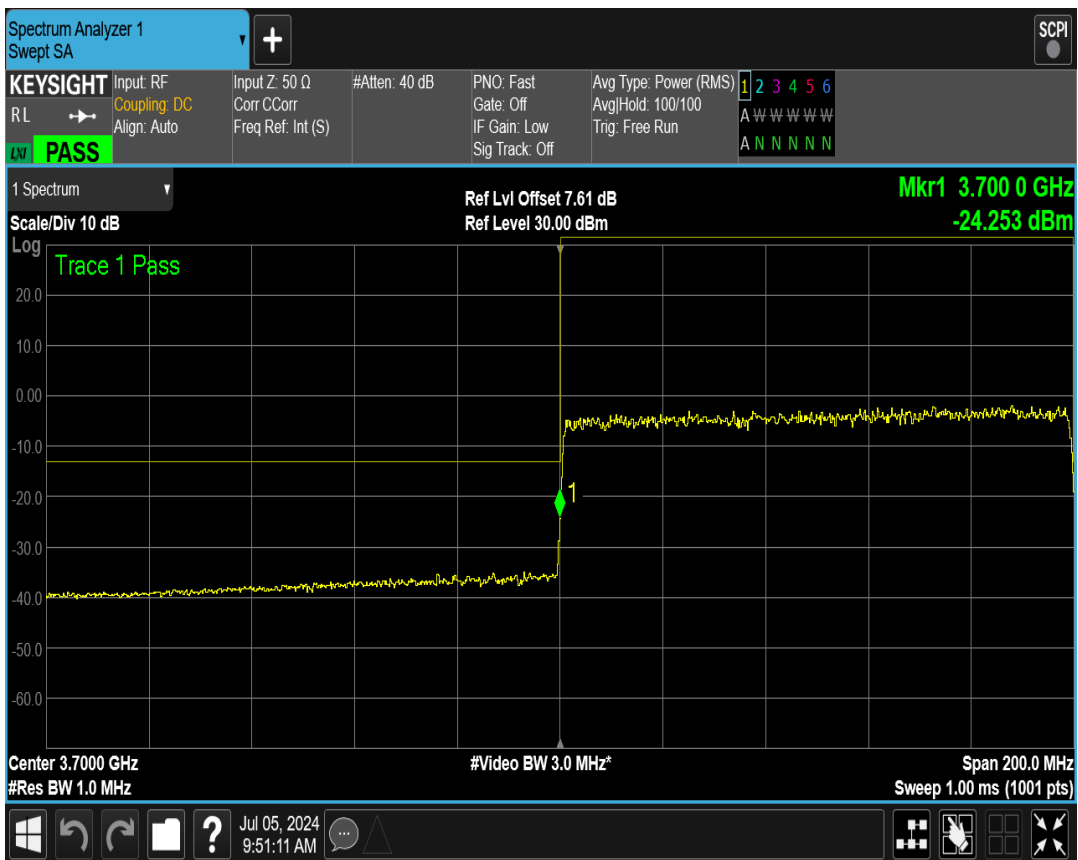 Spectrum Analyzer 1
Swept SA
SCPI
KEYSIGHT
RL
LXI PASS
Input: RF
Coupling: DC
Align: Auto
Input Z: 50 Ω
Corr CCorr
Freq Ref: Int (S)
#Atten: 40 dB
PNO: Fast
Gate: Off
IF Gain: Low
Sig Track: Off
Avg Type: Power (RMS)
Avg|Hold: 100/100
Trig: Free Run
1 2 3 4 5 6
A W W W W W
A N N N N N
1 Spectrum
Scale/Div 10 dB
Ref Lvl Offset 7.61 dB
Ref Level 30.00 dBm
Mkr1 3.700 0 GHz
-24.253 dBm
Log
Trace 1 Pass
20.0
10.0
0.00
-10.0
1
-20.0
-30.0
-40.0
-50.0
-60.0
Center 3.7000 GHz
#Res BW 1.0 MHz
#Video BW 3.0 MHz*
Span 200.0 MHz
Sweep 1.00 ms (1001 pts)
?
Jul 05, 2024
9:51:11 AM